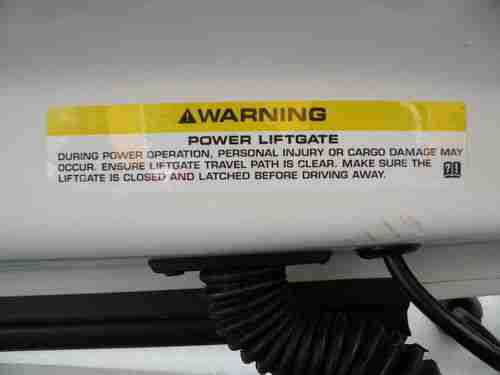 ⚠WARNING
POWER LIFTGATE
DURING POWER OPERATION, PERSONAL INJURY OR CARGO DAMAGE MAY
OCCUR. ENSURE LIFTGATE TRAVEL PATH IS CLEAR. MAKE SURE THE
LIFTGATE IS CLOSED AND LATCHED BEFORE DRIVING AWAY.